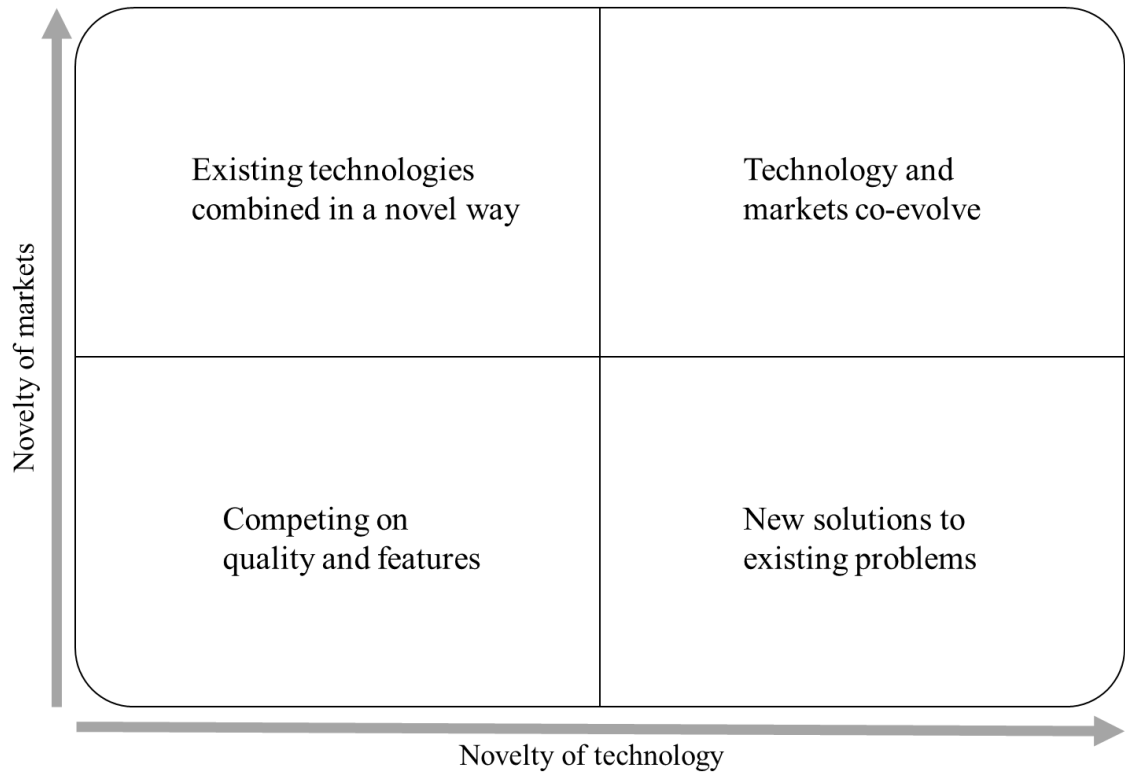 Novelty of markets
Existing technologies
combined in a novel way
Technology and
markets co-evolve
Competing on
quality and features
New solutions to
existing problems
Novelty of technology